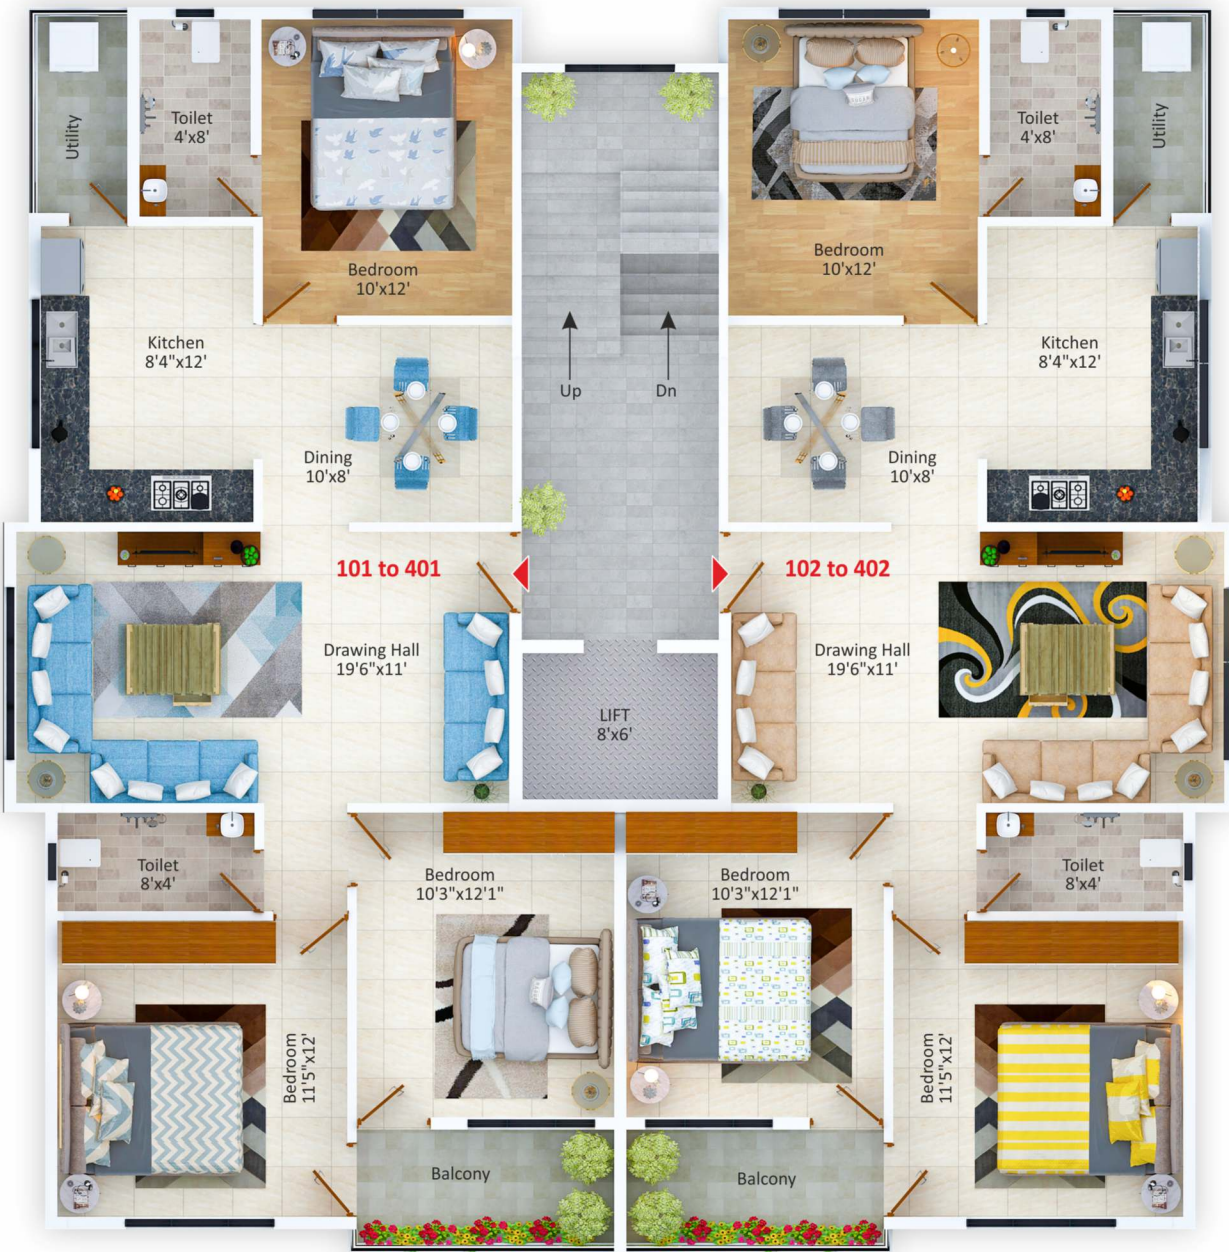 Utility
Toilet
4'x8'
Bedroom
10'x12'
Kitchen
8'4"x12'
Dining
10'x8'
Up
Dn
Bedroom
10'x12'
Toilet
4'x8'
Utility
Kitchen
8'4"x12'
Dining
10'x8'
101 to 401
102 to 402
Drawing Hall
19'6"x11'
LIFT
8'x6'
Drawing Hall
19'6"x11'
Toilet
8'x4'
Bedroom
10'3"x12'1"
Bedroom
10'3"x12'1"
Toilet
8'x4'
Bedroom
11'5"x12'
Bedroom
11'5"x12'
Balcony
Balcony